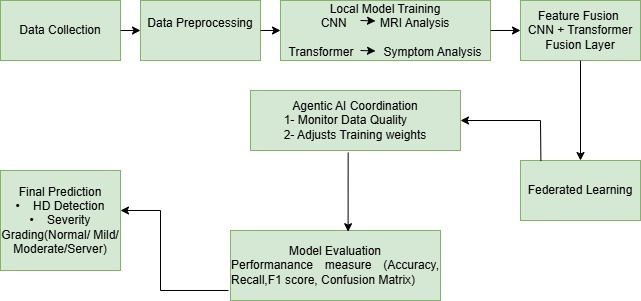 Data Collection
Data Preprocessing
Local Model Training
CNN MRI Analysis
Transformer Symptom Analysis
Feature Fusion
CNN + Transformer
Fusion Layer
Agentic AI Coordination
1- Monitor Data Quality
2- Adjusts Training weights
Federated Learning
Final Prediction
• HD Detection
• Severity
Grading(Normal/ Mild/
Moderate/Server)
Model Evaluation
Performanance measure (Accuracy,
Recall,F1 score, Confusion Matrix)